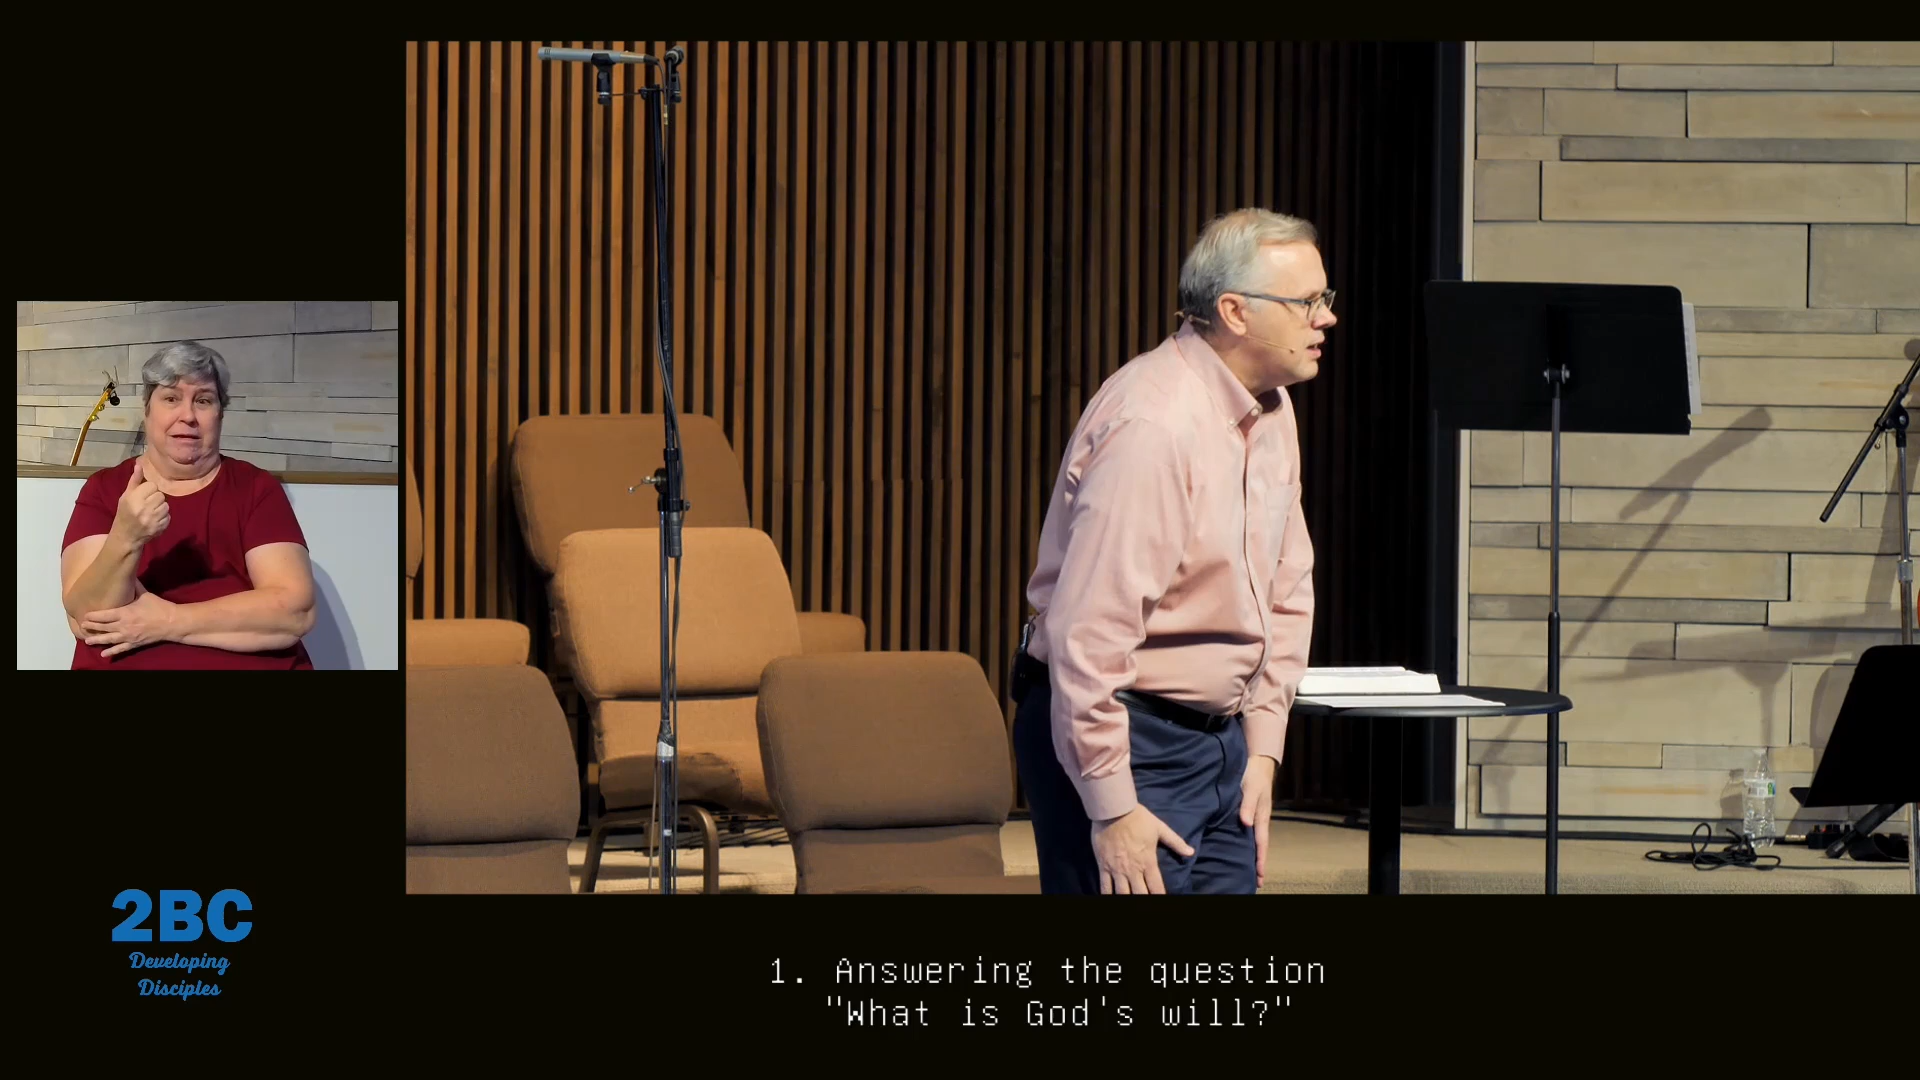 2BC
Developing
Disciples
1. Answering the question
"What is God's will?"